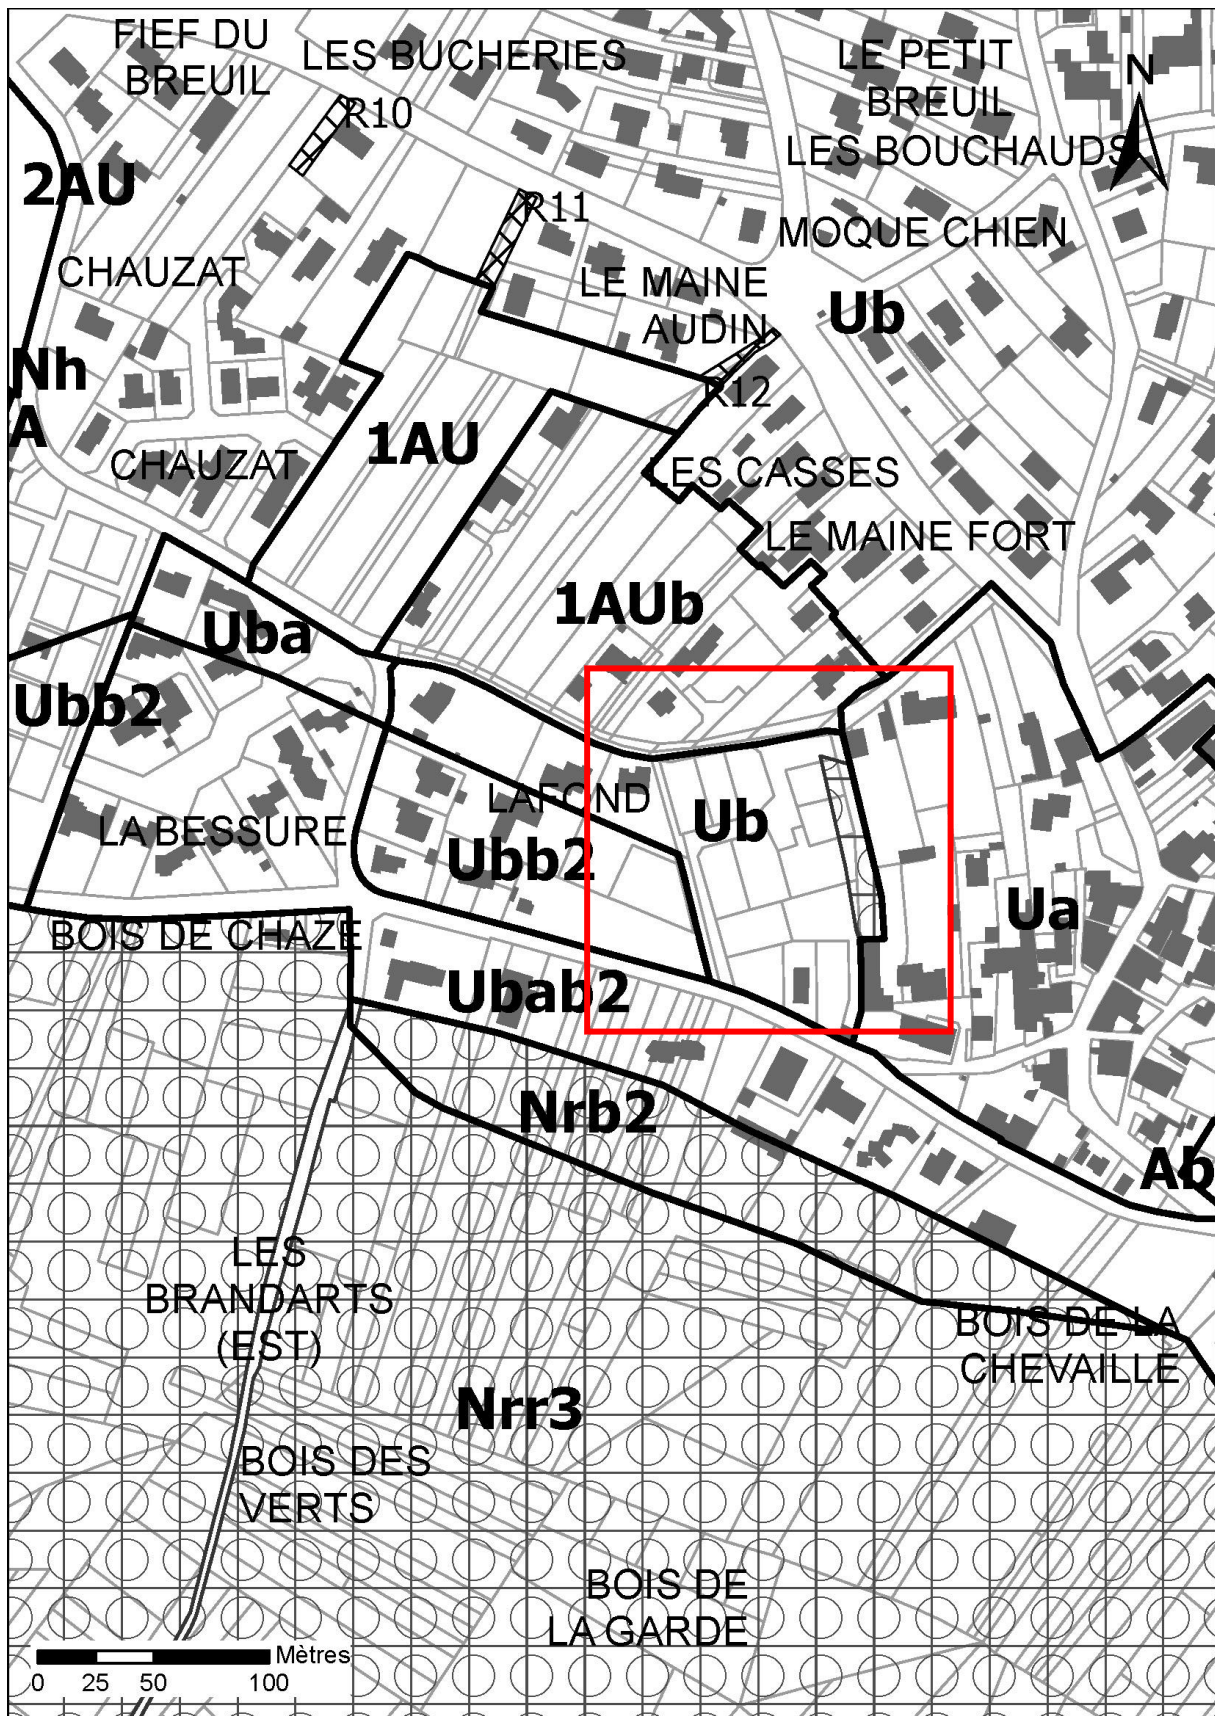 FIEF DU
BREUIL
LES BUCHERIES
LE PETIT
BREUIL
N
R10
LES BOUCHAUDS
2AU
R11
MOQUE CHIEN
CHAUZAT
LE MAINE
AUDIN
Ub
Nh
R12
A
1AU
CHAUZAT
LES CASSES
LE MAINE FORT
1AUb
Uba
Ubb2
LAFOND
Ub
LA BESSURE
Ubb2
Ua
BOIS DE CHAZE
Ubab2
Nrb2
Ab
LES
BRANDARTS
(EST)
BOIS DE LA
CHEVAILLE
Nrr3
BOIS DES
VERTS
BOIS DE
LA GARDE
Mètres
0 25 50 100